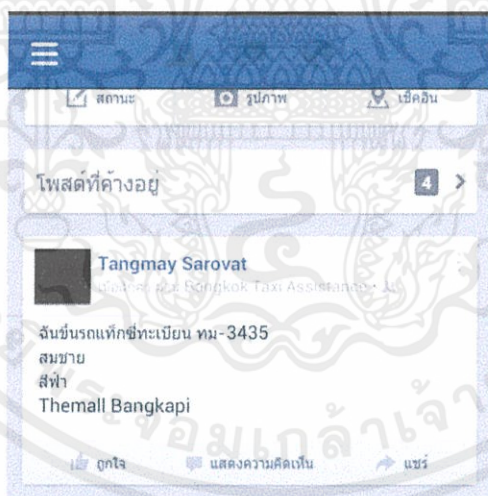 สถานะ รูปภาพ เช็คอิน
โพสต์ที่ค้างอยู่ 4
Tangmay Sarovat
Bangkok Taxi Assistance
ฉันขึ้นรถแท็กซี่ทะเบียน ทม-3435
สมชาย
สีฟ้า
Themall Bangkapi
ถูกใจ แสดงความคิดเห็น แชร์